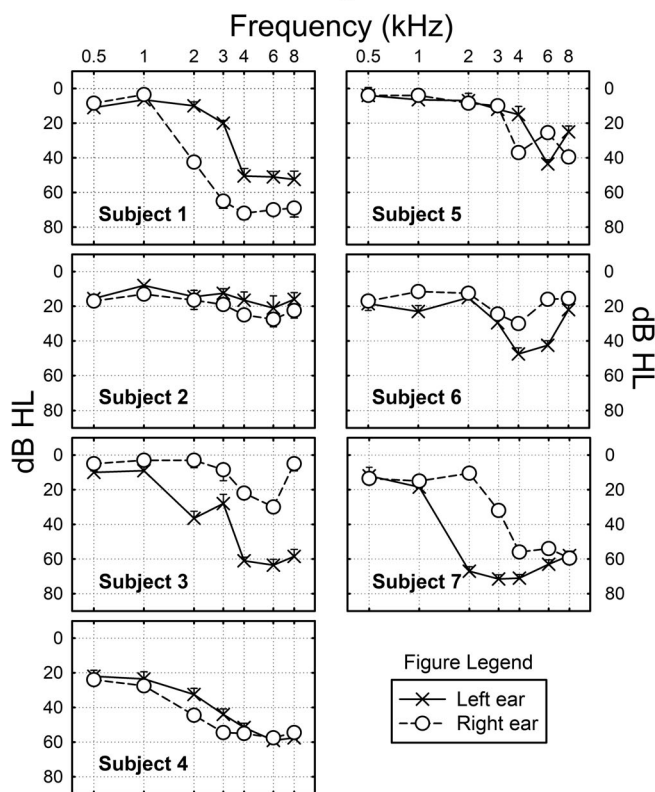 Frequency (kHz)
0.5 1 2 3 4 6 8
0.5 1 2 3 4 6 8
0
20
40
60
80
Subject 1
Subject 5
0
20
40
60
80
0
20
40
60
80
Subject 2
Subject 6
0
20
40
60
80
dB HL
dB HL
0
20
40
60
80
Subject 3
Subject 7
0
20
40
60
80
0
20
40
60
80
Subject 4
Figure Legend
Left ear
Right ear